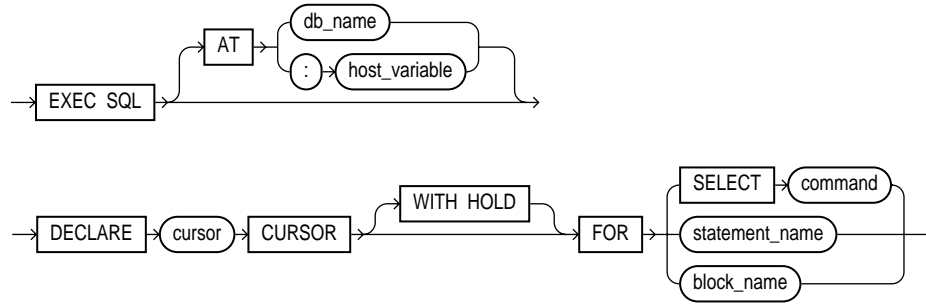 db_name
AT
: host_variable
EXEC SQL
SELECT command
WITH HOLD
DECLARE cursor CURSOR FOR statement_name
block_name